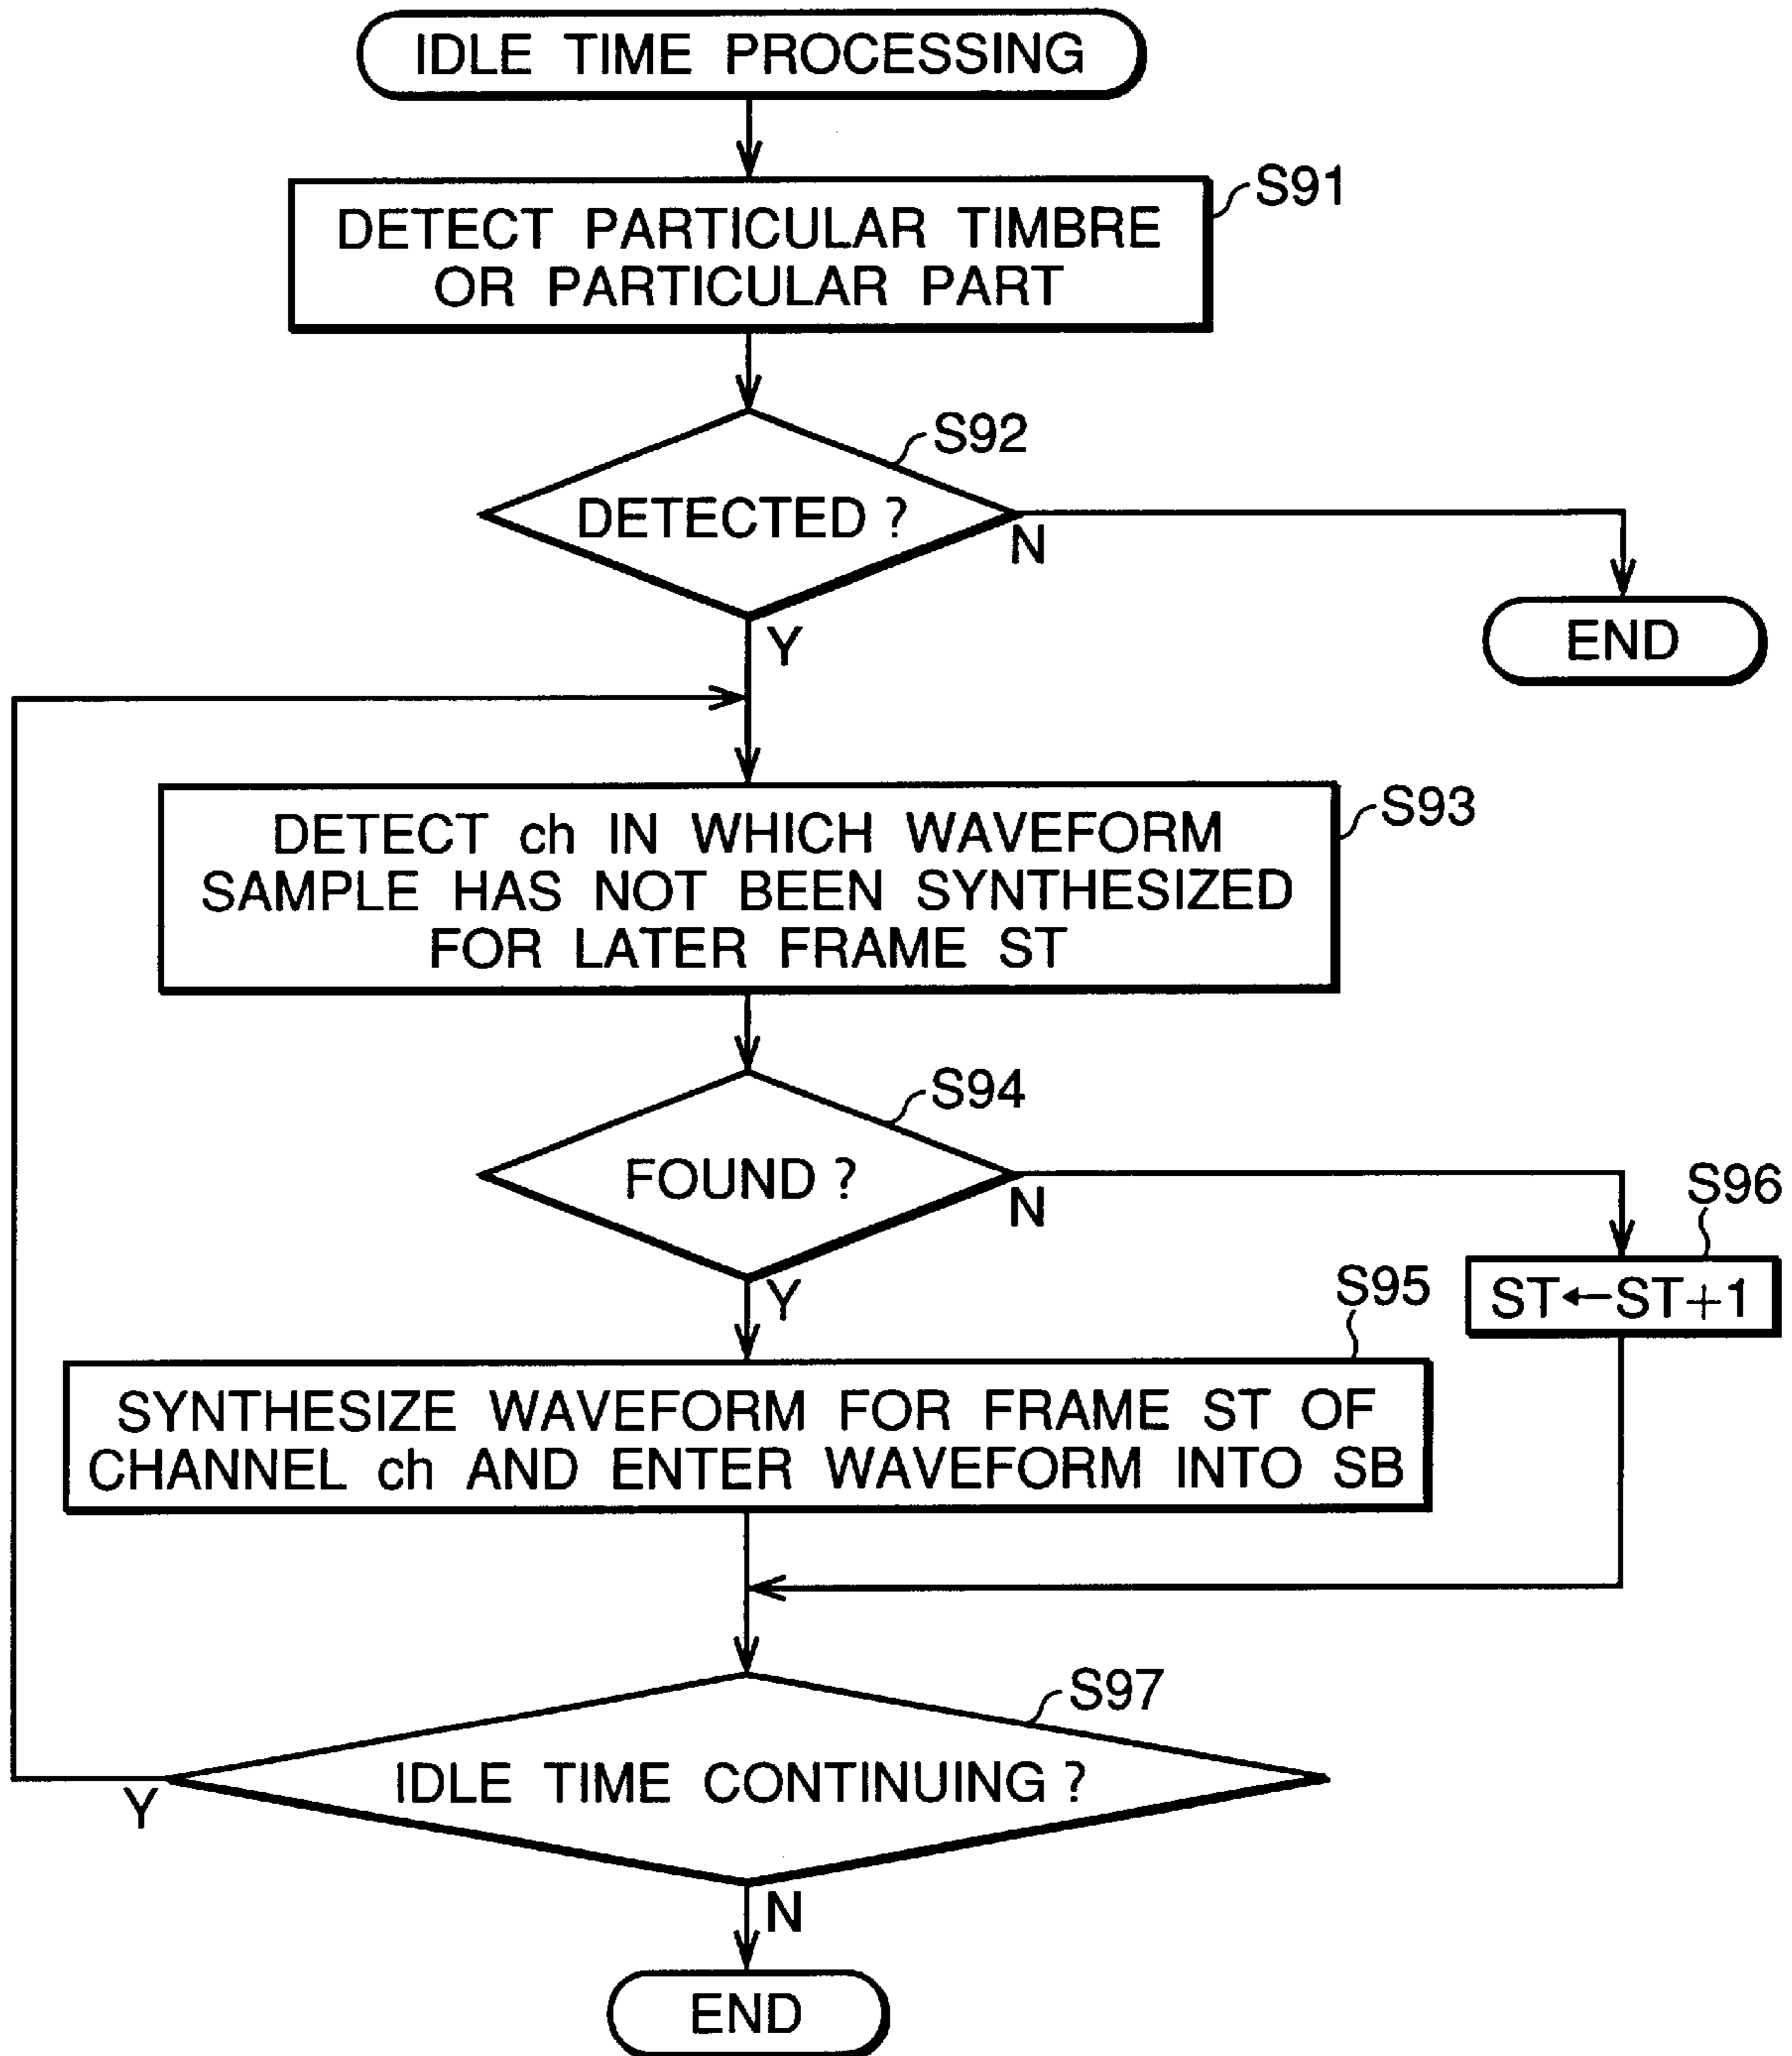 IDLE TIME PROCESSING
S91
DETECT PARTICULAR TIMBRE
OR PARTICULAR PART
S92
DETECTED ?
N
Y
END
S93
DETECT ch IN WHICH WAVEFORM
SAMPLE HAS NOT BEEN SYNTHESIZED
FOR LATER FRAME ST
S94
FOUND ?
N
Y
S96
ST←ST+1
S95
SYNTHESIZE WAVEFORM FOR FRAME ST OF
CHANNEL ch AND ENTER WAVEFORM INTO SB
S97
IDLE TIME CONTINUING ?
Y
N
END